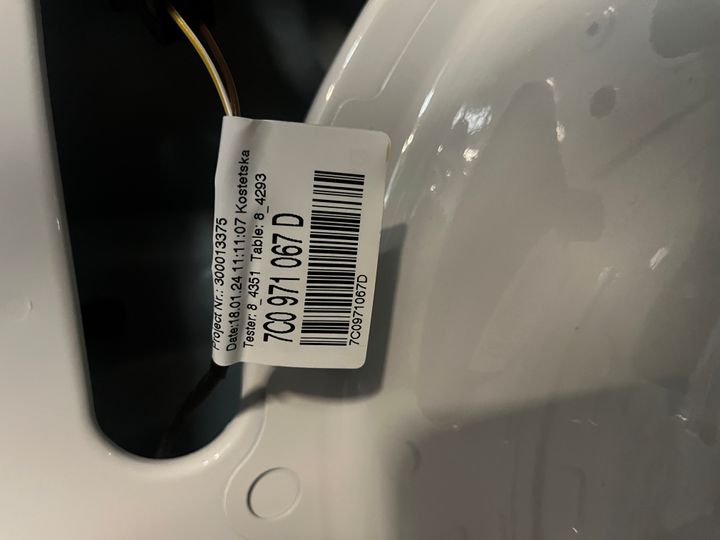 Project Nr.: 300013375
Date:18.01.24 11:11:07 Kostetska
Tester: 8_4351 Table: 8_4293
7C0 971 067 D
7C0971067D